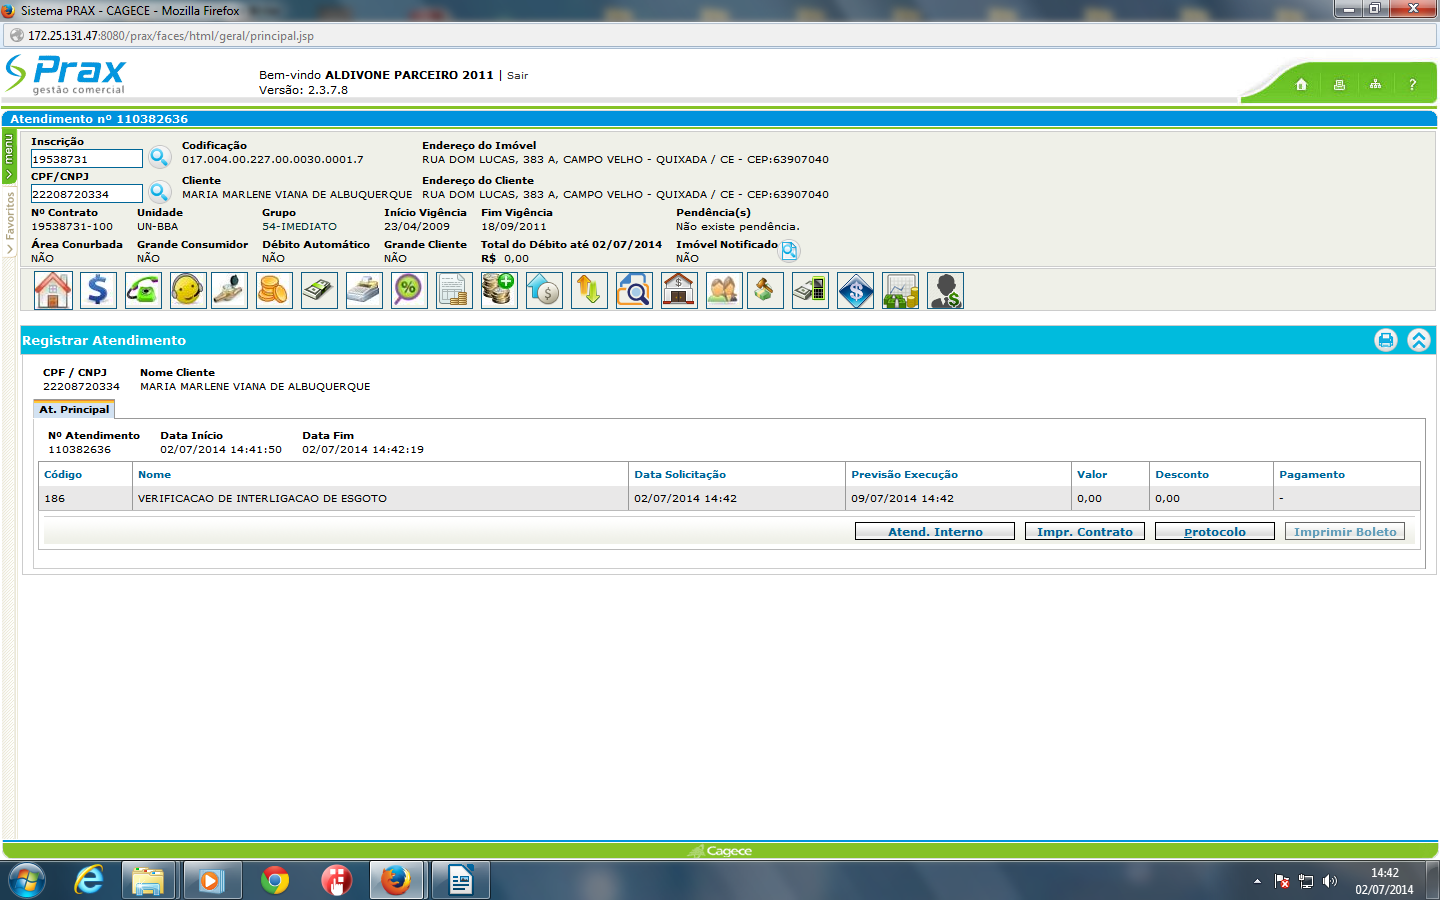 Sistema PRAX - CAGECE - Mozilla Firefox
172.25.131.47:8080/prax/faces/html/geral/principal.jsp
Prax
gestão comercial
Bem-vindo ALDIVONE PARCEIRO 2011 | Sair
Versão: 2.3.7.8
?
Atendimento nº 110382636
menu
Favoritos
Inscrição Codificação Endereço do Imóvel
19538731 017.004.00.227.00.0030.0001.7 RUA DOM LUCAS, 383 A, CAMPO VELHO - QUIXADA / CE - CEP:63907040
CPF/CNPJ Cliente Endereço do Cliente
22208720334 MARIA MARLENE VIANA DE ALBUQUERQUE RUA DOM LUCAS, 383 A, CAMPO VELHO - QUIXADA / CE - CEP:63907040
Nº Contrato Unidade Grupo Início Vigência Fim Vigência Pendência(s)
19538731-100 UN-BBA 54-IMEDIATO 23/04/2009 18/09/2011 Não existe pendência.
Área Conurbada Grande Consumidor Débito Automático Grande Cliente Total do Débito até 02/07/2014 Imóvel Notificado
NÃO NÃO NÃO NÃO R$ 0,00 NÃO
Registrar Atendimento
CPF / CNPJ Nome Cliente
22208720334 MARIA MARLENE VIANA DE ALBUQUERQUE
At. Principal
Nº Atendimento Data Início Data Fim
110382636 02/07/2014 14:41:50 02/07/2014 14:42:19
Código Nome Data Solicitação Previsão Execução Valor Desconto Pagamento
186 VERIFICACAO DE INTERLIGACAO DE ESGOTO 02/07/2014 14:42 09/07/2014 14:42 0,00 0,00 -
Atend. Interno Impr. Contrato Protocolo Imprimir Boleto
Cagece
14:42
02/07/2014